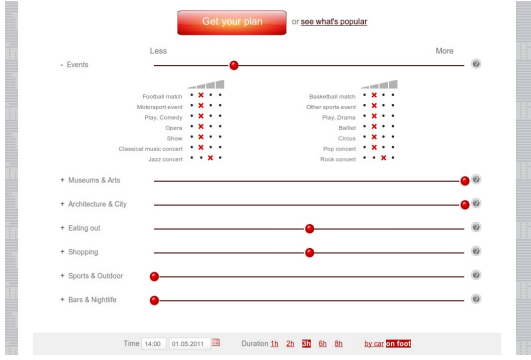 Get your plan or see what's popular
Less More
- Events
Football match Basketball match
Motorsport event Other sports event
Play, Comedy Play, Drama
Opera Ballet
Show Circus
Classical music concert Pop concert
Jazz concert Rock concert
+ Museums & Arts
+ Architecture & City
+ Eating out
+ Shopping
+ Sports & Outdoor
+ Bars & Nightlife
Time 14:00 01.05.2011 Duration 1h 2h 3h 6h 8h by car on foot